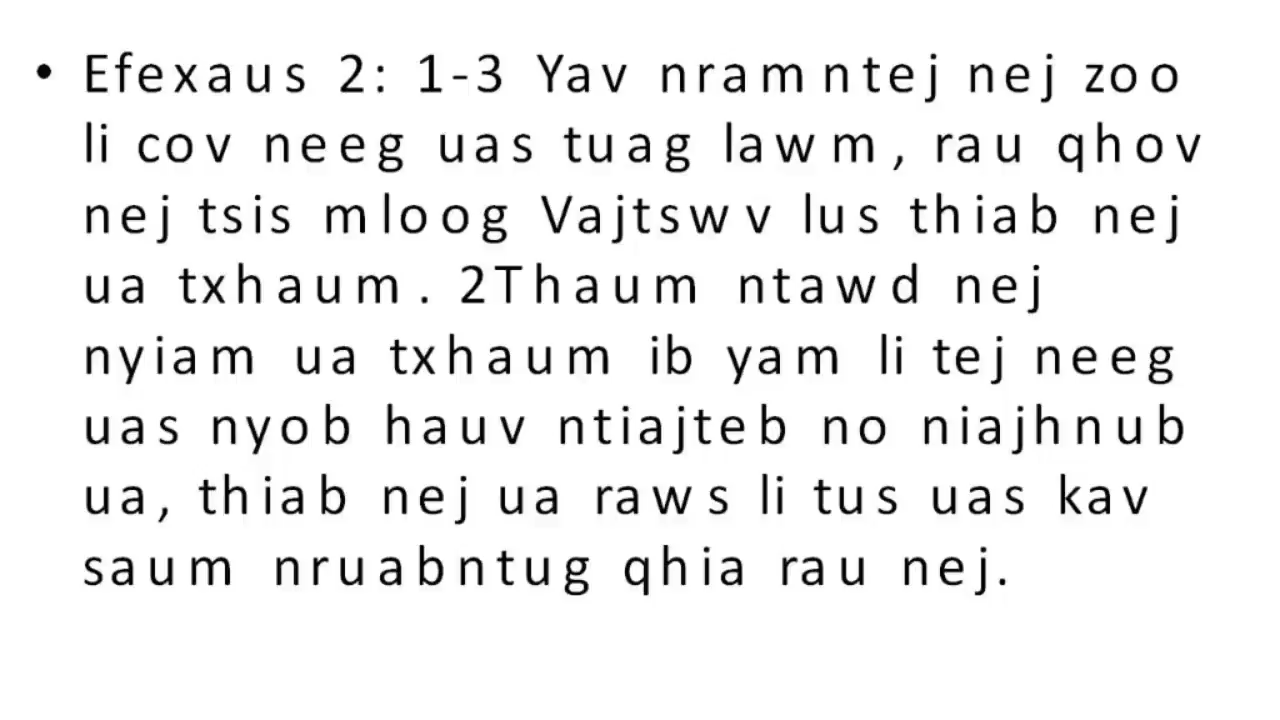 • Efexaus 2: 1-3 Yav nramntej nej zoo
li cov neeg uas tuag lawm, rau qhov
nej tsis mloog Vajtswv lus thiab nej
ua txhaum. 2Thaum ntawd nej
nyiam ua txhaum ib yam li tej neeg
uas nyob hauv ntiajteb no niajhnub
ua, thiab nej ua raws li tus uas kav
saum nruabntug qhia rau nej.